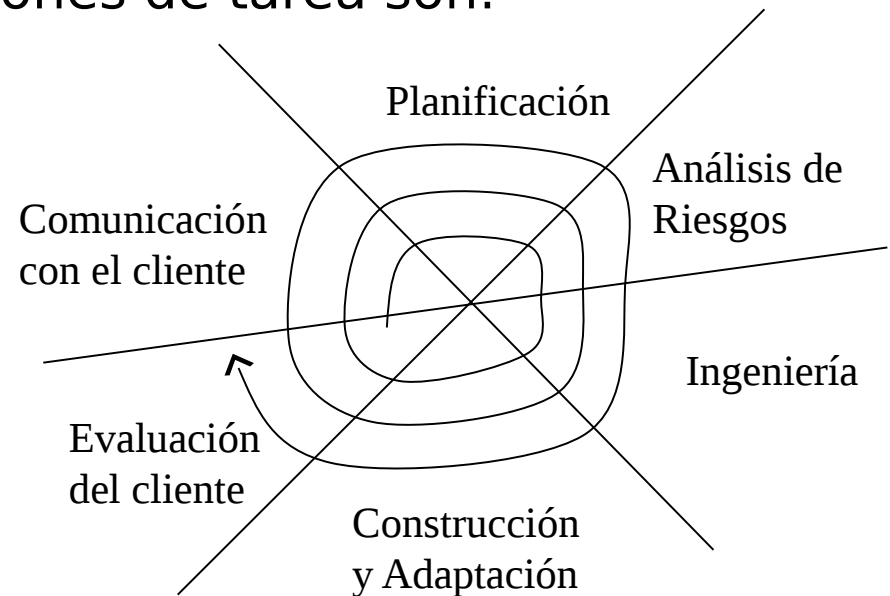 ones de tarea son:
Planificación
Análisis de
Riesgos
Comunicación
con el cliente
Ingeniería
Evaluación
del cliente
Construcción
y Adaptación